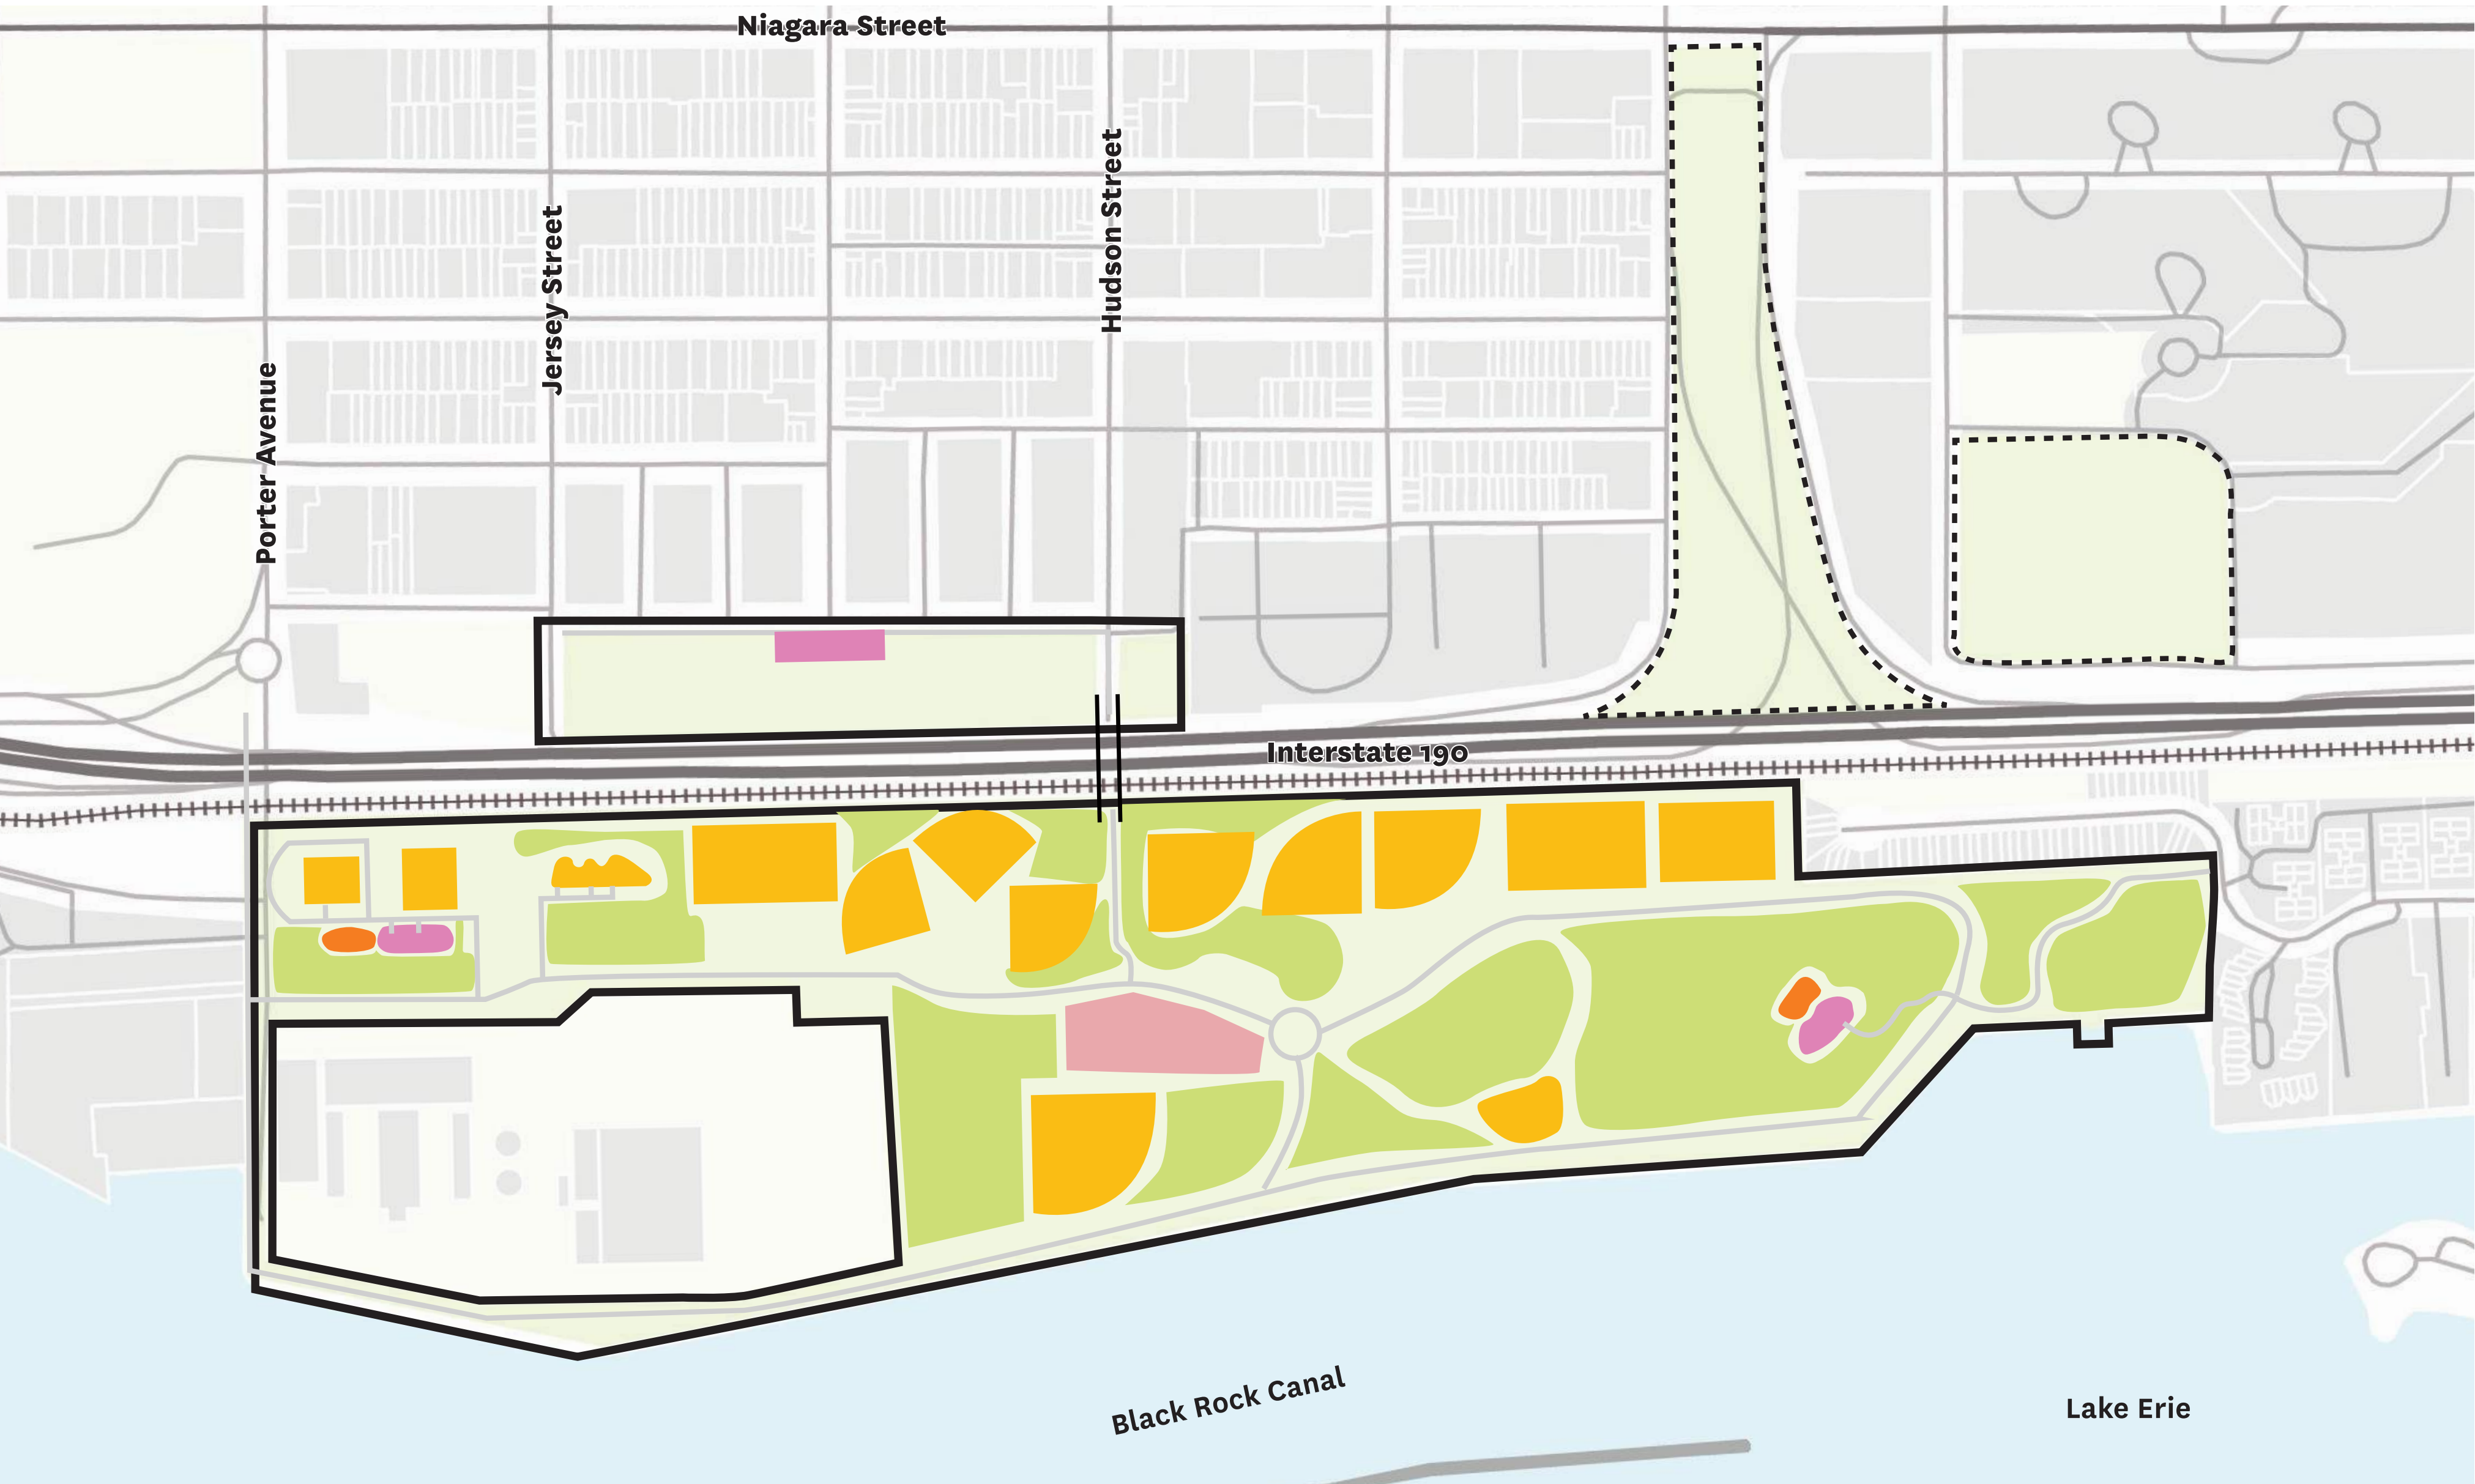 Niagara Street
Hudson Street
Jersey Street
Porter Avenue
Interstate 190
Black Rock Canal
Lake Erie